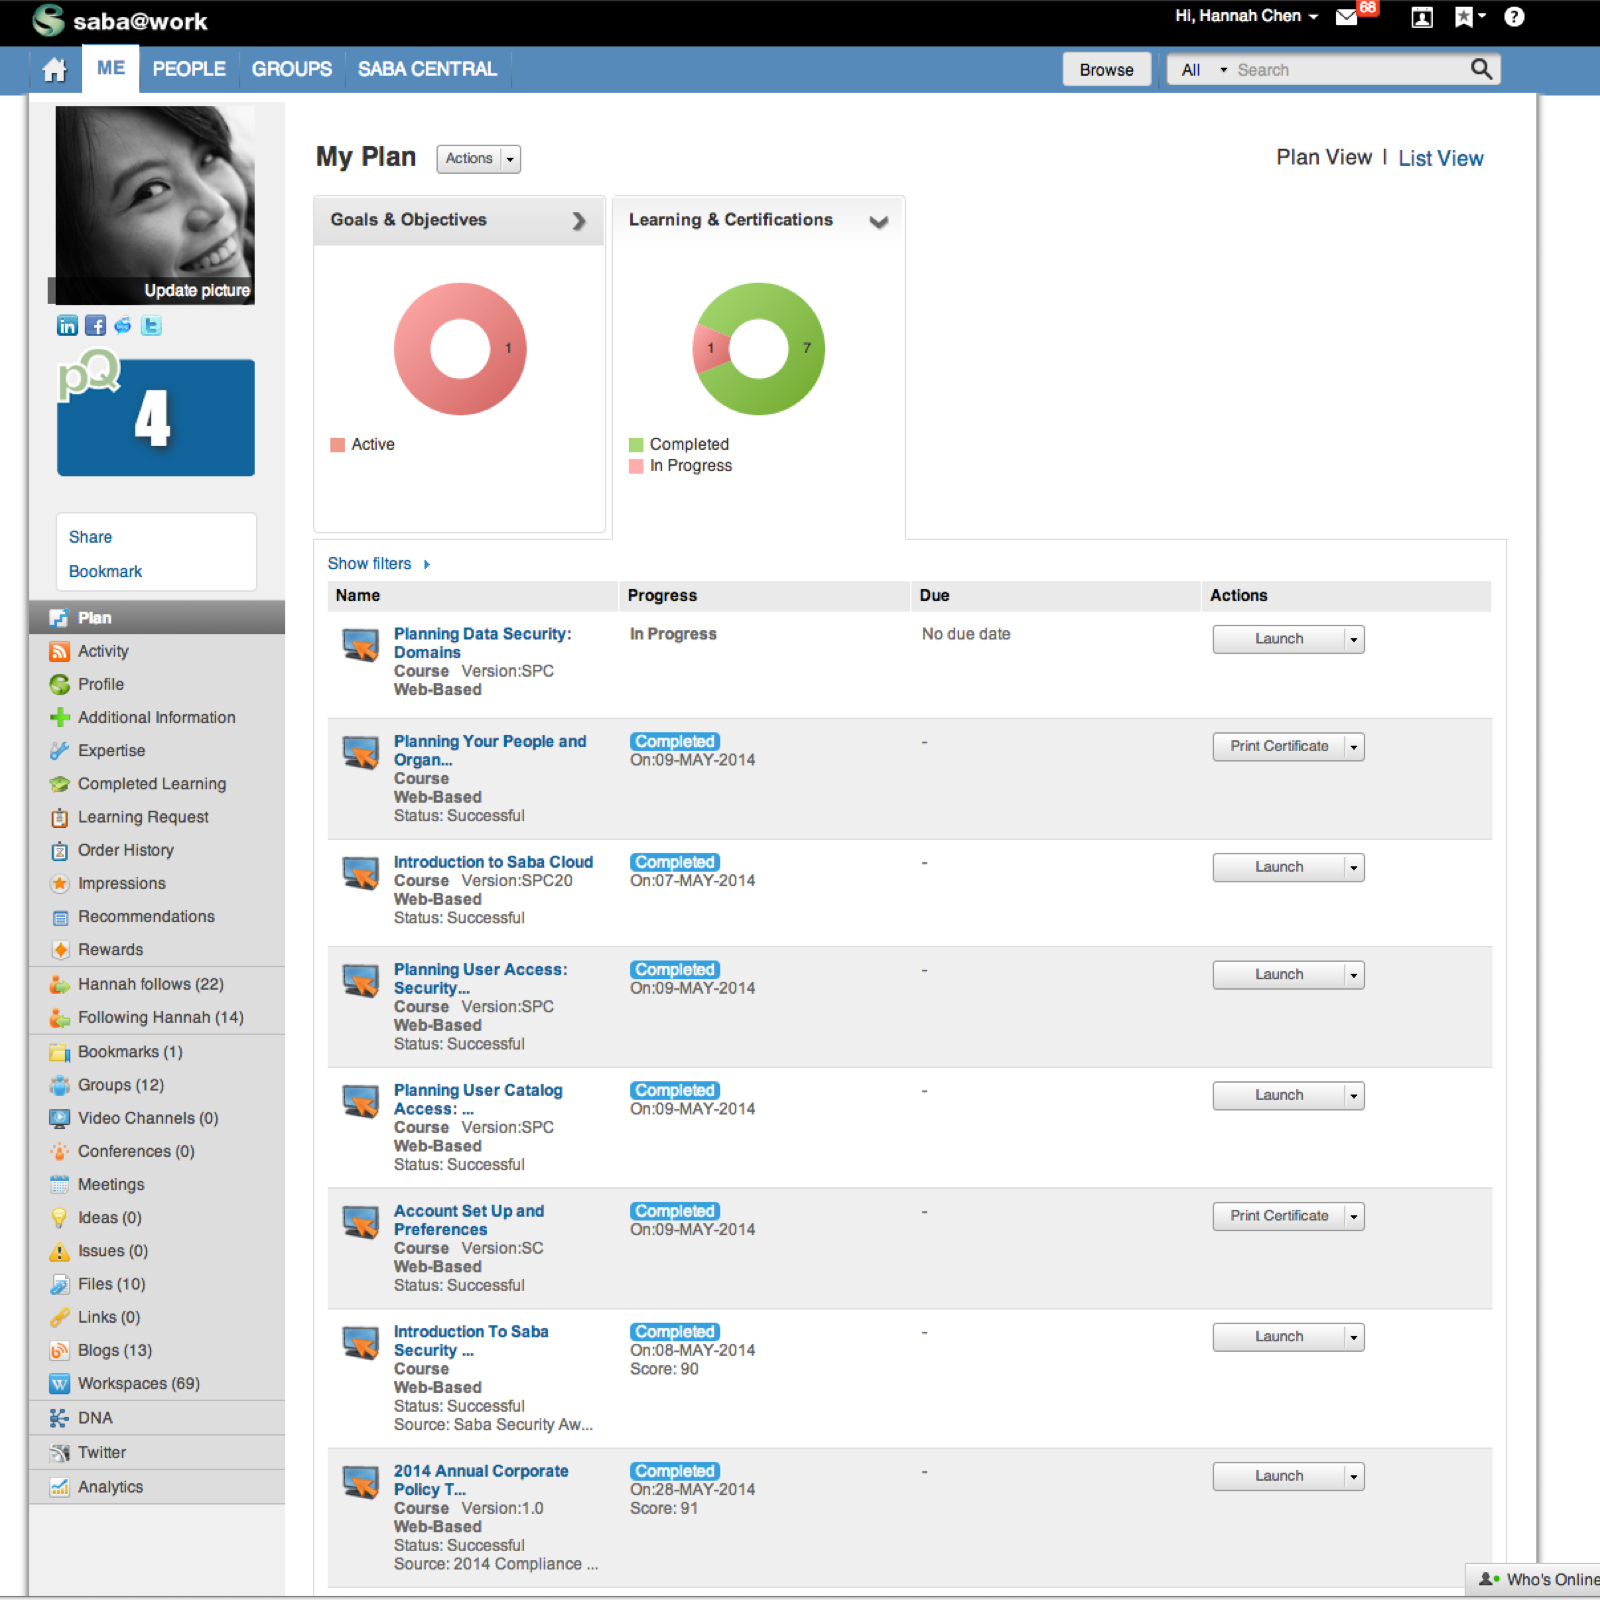 saba@work
Hi, Hannah Chen
68
ME
PEOPLE
GROUPS
SABA CENTRAL
Browse
All
Search
Update picture
pQ
4
Share
Bookmark
Plan
Activity
Profile
Additional Information
Expertise
Completed Learning
Learning Request
Order History
Impressions
Recommendations
Rewards
Hannah follows (22)
Following Hannah (14)
Bookmarks (1)
Groups (12)
Video Channels (0)
Conferences (0)
Meetings
Ideas (0)
Issues (0)
Files (10)
Links (0)
Blogs (13)
Workspaces (69)
DNA
Twitter
Analytics
My Plan
Actions
Plan View | List View
Goals & Objectives
1
Active
Learning & Certifications
1
7
Completed
In Progress
Show filters
Name Progress Due Actions
Planning Data Security:
Domains
Course Version:SPC
Web-Based
In Progress
No due date
Launch
Planning Your People and
Organ...
Course
Web-Based
Status: Successful
Completed
On:09-MAY-2014
-
Print Certificate
Introduction to Saba Cloud
Course Version:SPC20
Web-Based
Status: Successful
Completed
On:07-MAY-2014
-
Launch
Planning User Access:
Security...
Course Version:SPC
Web-Based
Status: Successful
Completed
On:09-MAY-2014
-
Launch
Planning User Catalog
Access: ...
Course Version:SPC
Web-Based
Status: Successful
Completed
On:09-MAY-2014
-
Launch
Account Set Up and
Preferences
Course Version:SC
Web-Based
Status: Successful
Completed
On:09-MAY-2014
-
Print Certificate
Introduction To Saba
Security ...
Course
Web-Based
Status: Successful
Source: Saba Security Aw...
Completed
On:08-MAY-2014
Score: 90
-
Launch
2014 Annual Corporate
Policy T...
Course Version:1.0
Web-Based
Status: Successful
Source: 2014 Compliance ...
Completed
On:28-MAY-2014
Score: 91
-
Launch
Who's Online